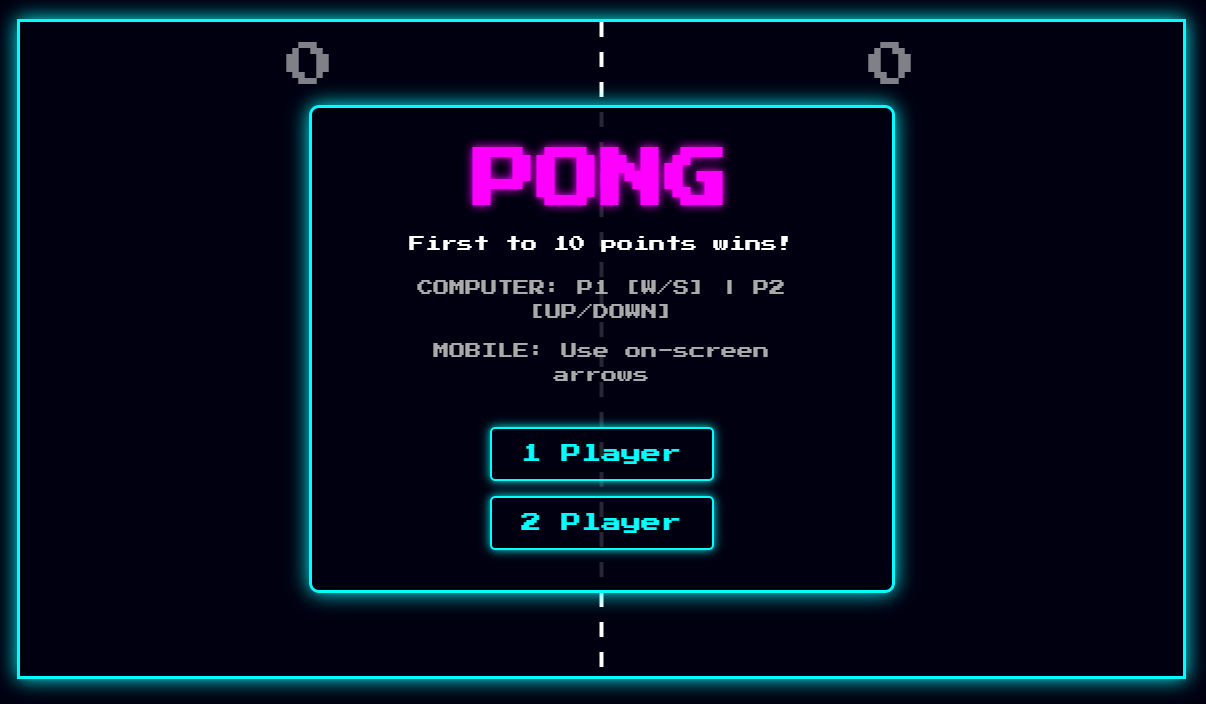 0 0
PONG
First to 10 points wins!
COMPUTER: P1 [W/S] | P2
[UP/DOWN]
MOBILE: Use on-screen
arrows
1 Player
2 Player